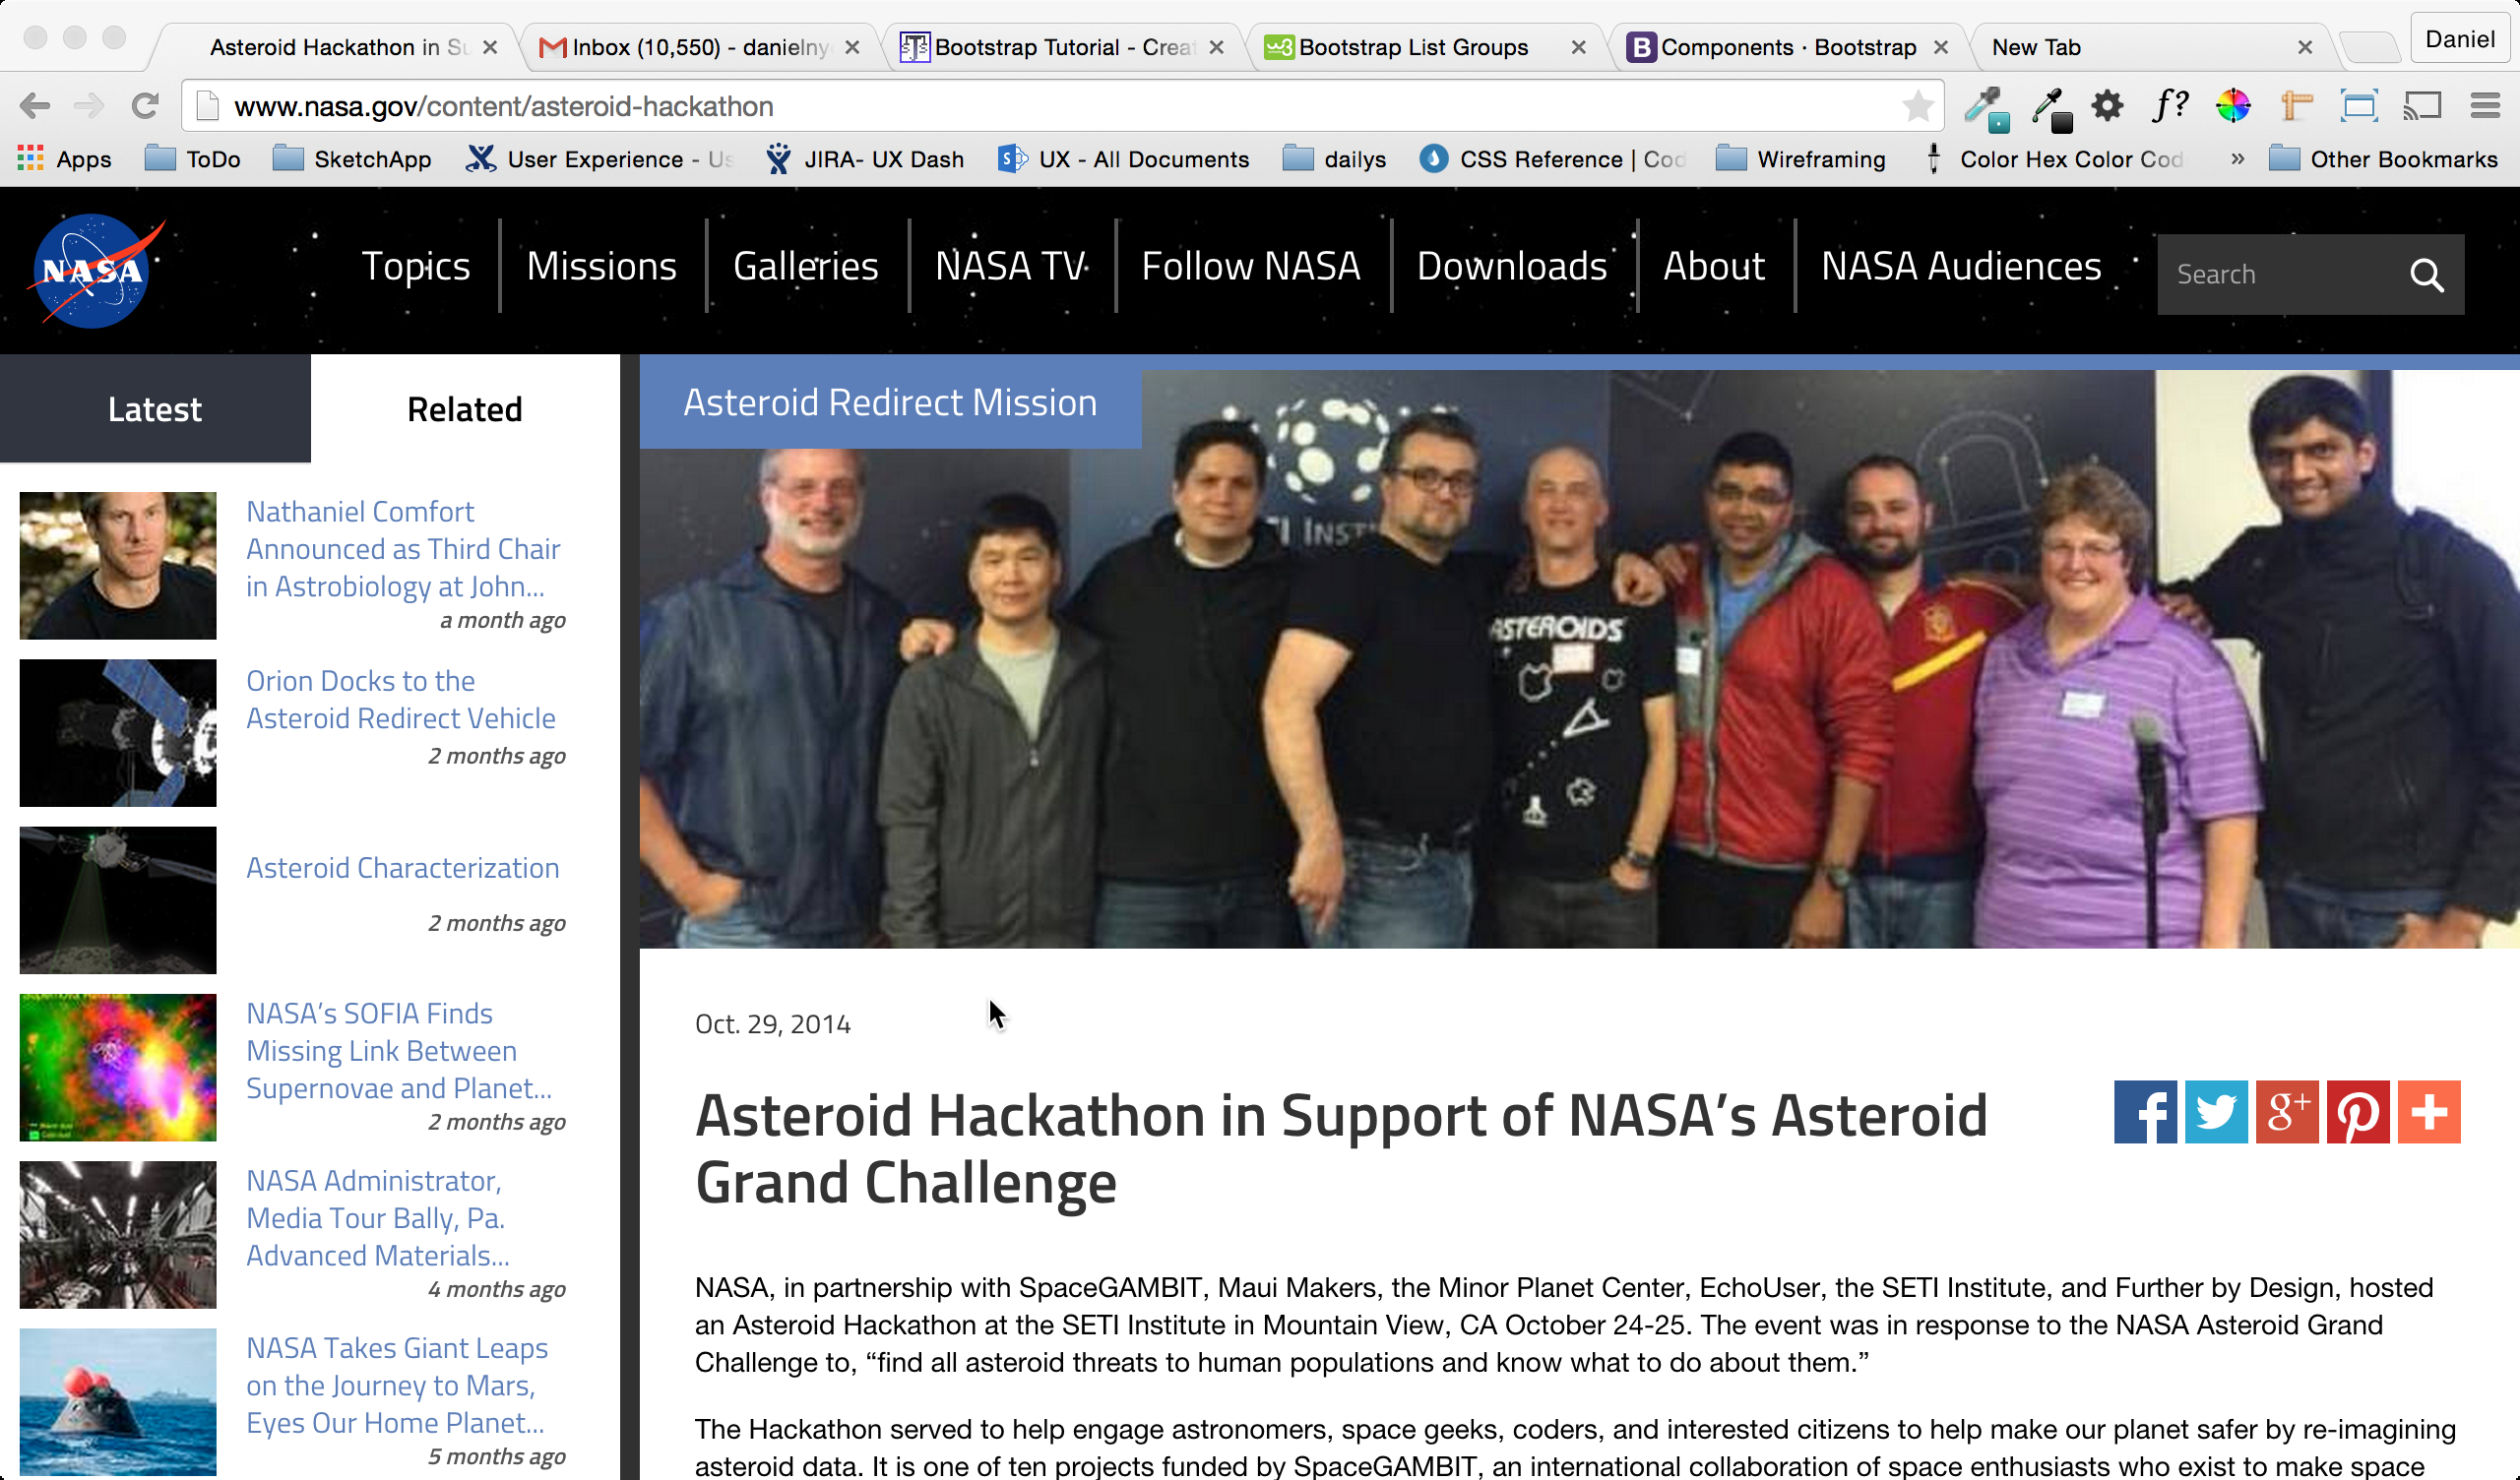 Asteroid Hackathon in Su
Inbox (10,550) - danielny
Bootstrap Tutorial - Creat
Bootstrap List Groups
Components · Bootstrap
New Tab
Daniel
www.nasa.gov/content/asteroid-hackathon
f?
Apps
ToDo
SketchApp
User Experience - Us
JIRA- UX Dash
UX - All Documents
dailys
CSS Reference | Cod
Wireframing
Color Hex Color Cod
»
Other Bookmarks
NASA
Topics
Missions
Galleries
NASA TV
Follow NASA
Downloads
About
NASA Audiences
Search
Latest
Related
Nathaniel Comfort
Announced as Third Chair
in Astrobiology at John...
a month ago
Orion Docks to the
Asteroid Redirect Vehicle
2 months ago
Asteroid Characterization
2 months ago
NASA’s SOFIA Finds
Missing Link Between
Supernovae and Planet...
2 months ago
NASA Administrator,
Media Tour Bally, Pa.
Advanced Materials...
4 months ago
NASA Takes Giant Leaps
on the Journey to Mars,
Eyes Our Home Planet...
5 months ago
Asteroid Redirect Mission
ASTEROIDS
Oct. 29, 2014
Asteroid Hackathon in Support of NASA’s Asteroid
Grand Challenge
NASA, in partnership with SpaceGAMBIT, Maui Makers, the Minor Planet Center, EchoUser, the SETI Institute, and Further by Design, hosted
an Asteroid Hackathon at the SETI Institute in Mountain View, CA October 24-25. The event was in response to the NASA Asteroid Grand
Challenge to, “find all asteroid threats to human populations and know what to do about them.”
The Hackathon served to help engage astronomers, space geeks, coders, and interested citizens to help make our planet safer by re-imagining
asteroid data. It is one of ten projects funded by SpaceGAMBIT, an international collaboration of space enthusiasts who exist to make space